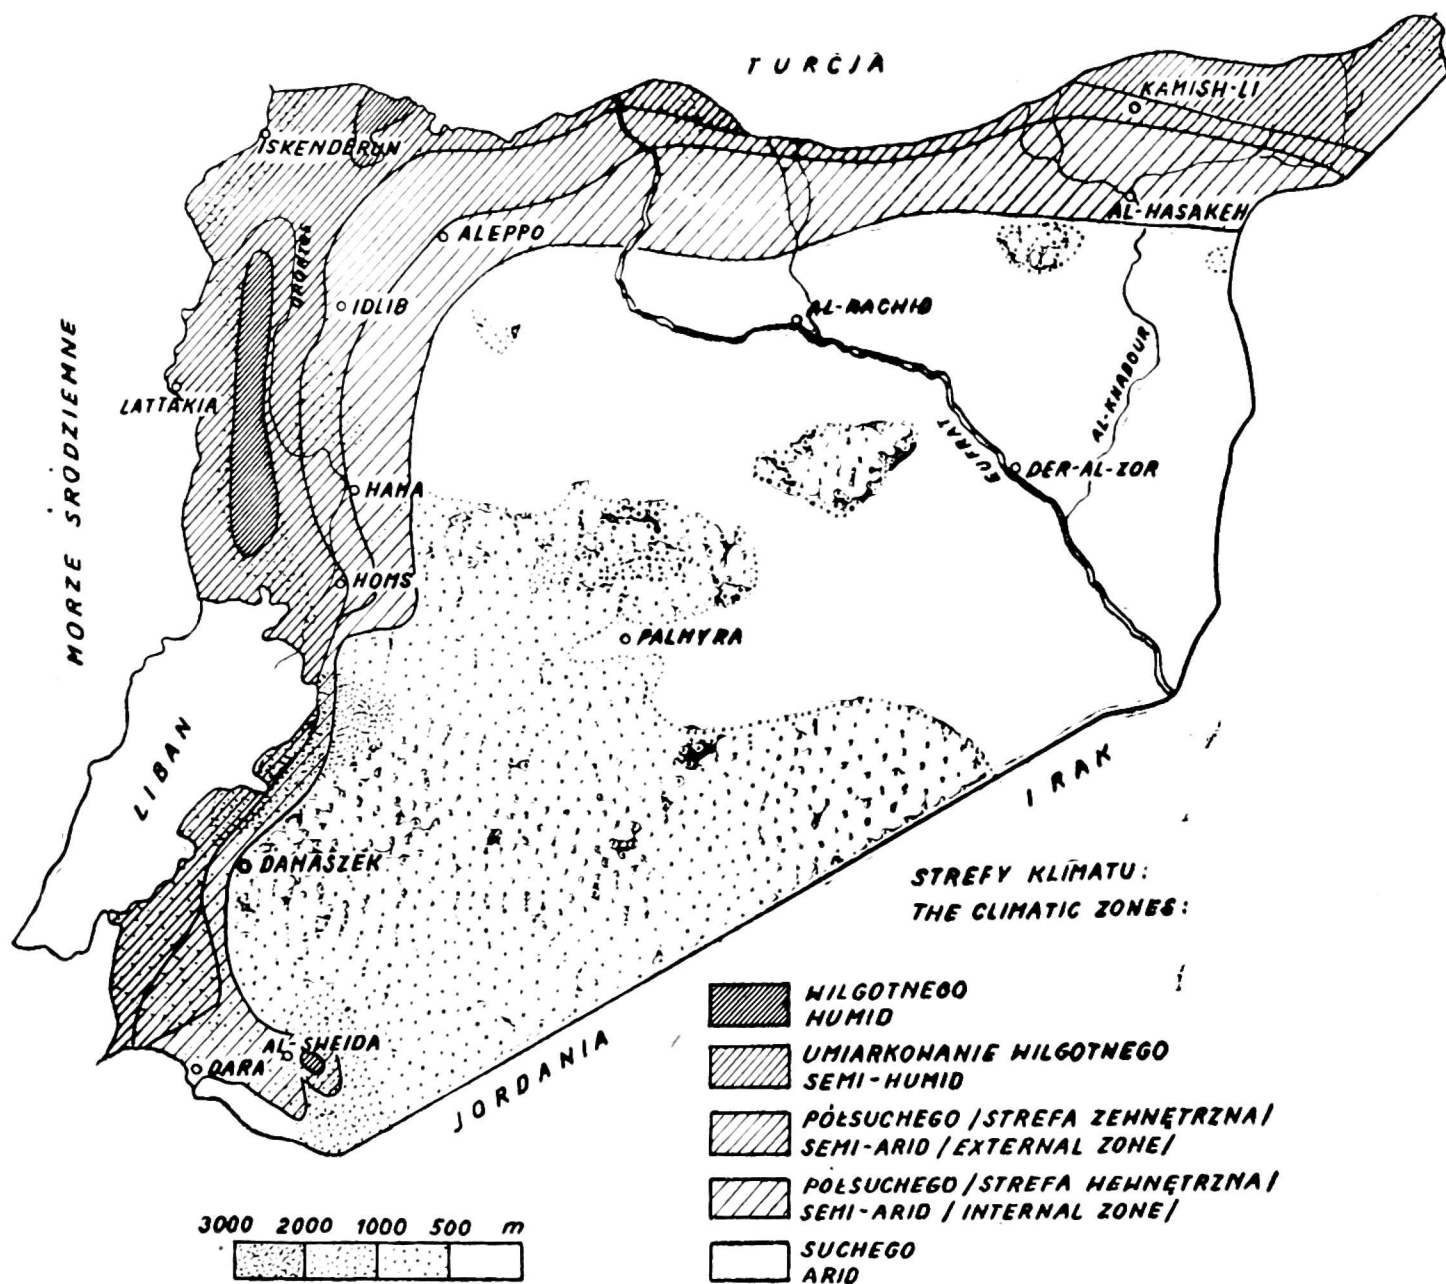 TURCJA
KAMISH-LI
ISKENDERUN
AL-HASAKEH
ALEPPO
ORONTES
IDLIB
AL-RACHID
MORZE ŚRODZIEMNE
LATTAKIA
AL-KHABOUR
EUFRAT
DER-AL-ZOR
HAMA
HOMS
PALMYRA
LIBAN
IRAK
DAMASZEK
STREFY KLIMATU:
THE CLIMATIC ZONES:
WILGOTNEGO
HUMID
AL-SHEIDA
DARA
JORDANIA
UMIARKOWANIE WILGOTNEGO
SEMI-HUMID
PÓŁSUCHEGO /STREFA ZEWNĘTRZNA/
SEMI-ARID /EXTERNAL ZONE/
PÓŁSUCHEGO /STREFA WEWNĘTRZNA/
SEMI-ARID /INTERNAL ZONE/
3000 2000 1000 500 m
SUCHEGO
ARID